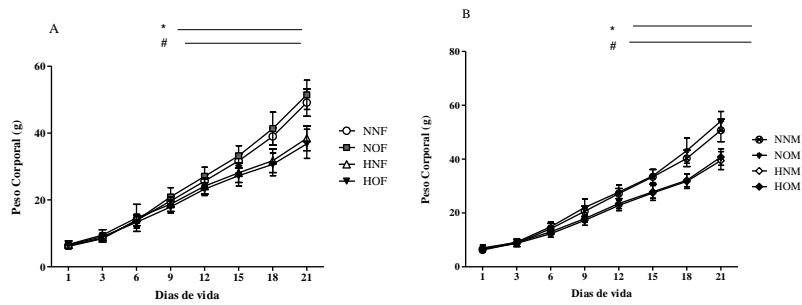 A
*
#
Peso Corporal (g)
60
40
20
0
1 3 6 9 12 15 18 21
Dias de vida
NNF
NOF
HNF
HOF
B
*
#
Peso Corporal (g)
80
60
40
20
0
1 3 6 9 12 15 18 21
Dias de vida
NNM
NOM
HNM
HOM